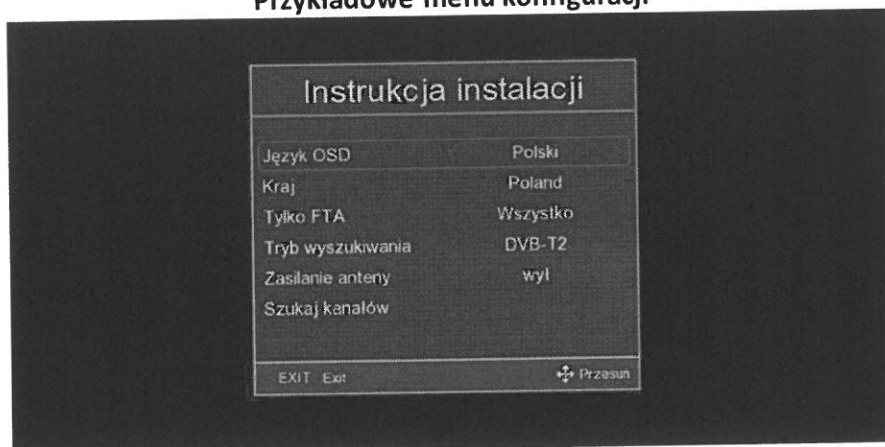 Przykładowe menu konfiguracji
Instrukcja instalacji
Język OSD Polski
Kraj Poland
Tylko FTA Wszystko
Tryb wyszukiwania DVB-T2
Zasilanie anteny wył
Szukaj kanałów
EXIT Exit Przesuń